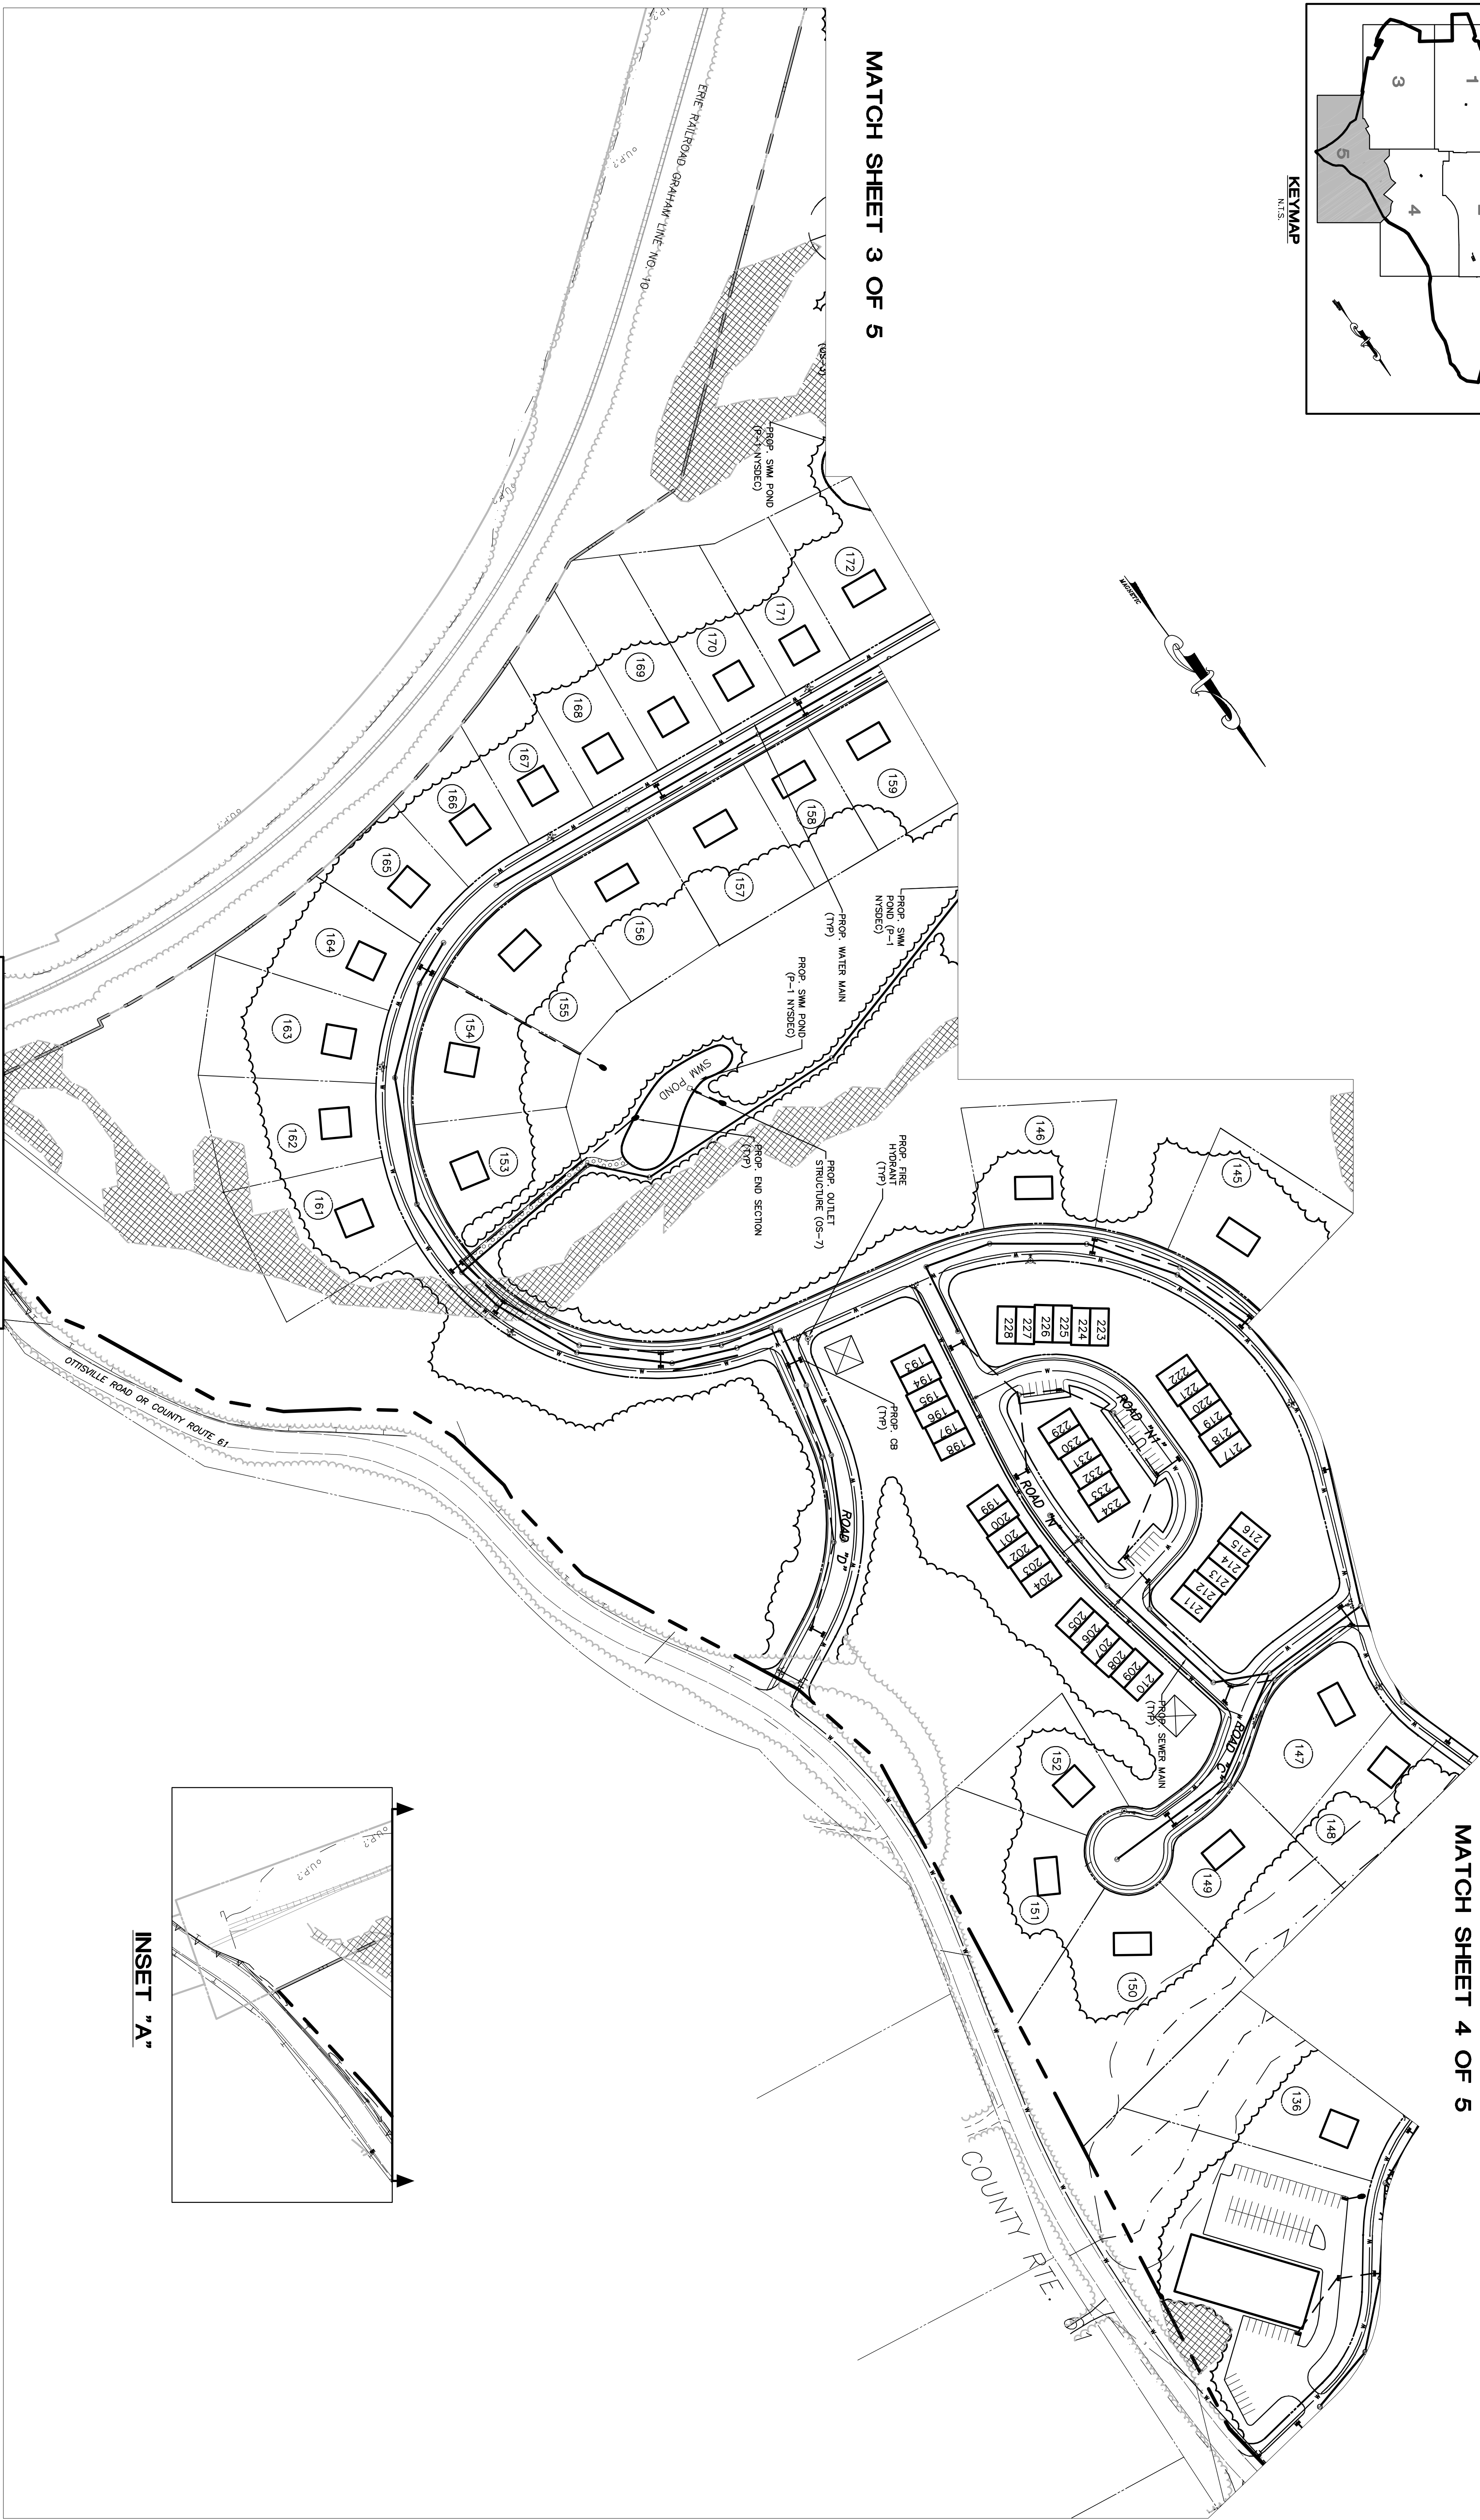 MATCH SHEET 3 OF 5
MATCH SHEET 4 OF 5
KEYMAP
N.T.S.
1
3
4
5
MAGNETIC
ERIE RAILROAD GRAHAM LINE NO. 10
U.P.?
U.P.?
U.P.?
U.P.?
PROP. SWM POND
(P-1 NYSDEC)
PROP. SWM
POND (P-1
NYSDEC)
PROP. WATER MAIN
(TYP)
PROP. SWM POND
(P-1 NYSDEC)
SWM POND
PROP. END SECTION
(TYP)
PROP. OUTLET
STRUCTURE (OS-7)
PROP. FIRE
HYDRANT
(TYP)
PROP. CB
(TYP)
PROP. SEWER MAIN
(TYP)
172
171
170
169
168
167
166
165
164
163
162
161
159
158
157
156
155
154
153
146
145
147
148
149
150
151
152
136
193
194
195
196
197
198
199
200
201
202
203
204
205
206
207
208
209
210
211
212
213
214
215
216
217
218
219
220
221
222
223
224
225
226
227
228
229
230
231
232
233
234
ROAD "N1"
ROAD "N"
ROAD "D"
ROAD "C"
OTTISVILLE ROAD OR COUNTY ROUTE 61
COUNTY RTE. 61
U.P.?
U.P.?
INSET "A"